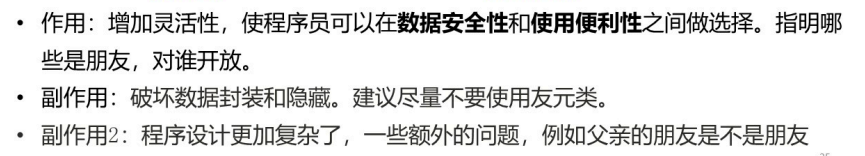 • 作用：增加灵活性，使程序员可以在数据安全性和使用便利性之间做选择。指明哪
些是朋友，对谁开放。
• 副作用：破坏数据封装和隐藏。建议尽量不要使用友元类。
• 副作用2：程序设计更加复杂了，一些额外的问题，例如父亲的朋友是不是朋友